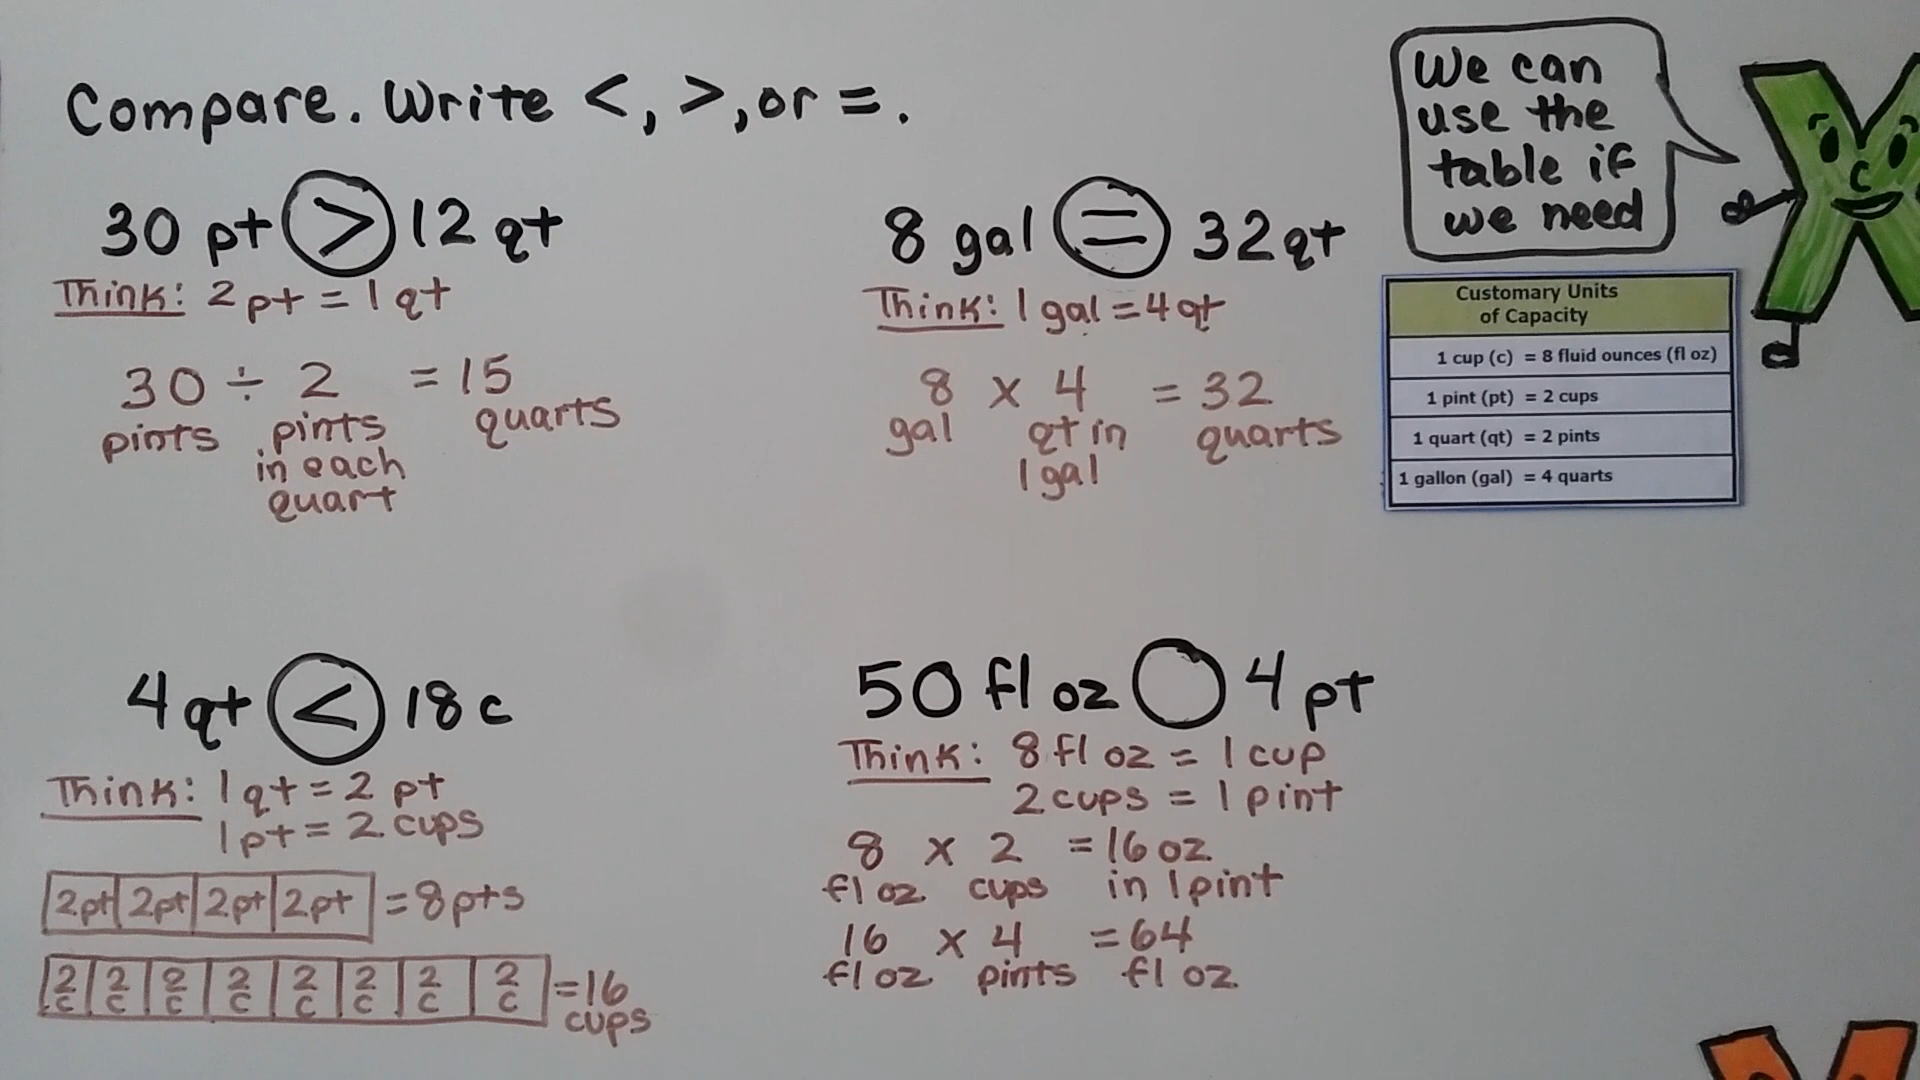 Compare. Write <, >, or =.
We can
use the
table if
we need
30 pt > 12 qt
Think: 2 pt = 1 qt
30 ÷ 2 = 15
pints pints quarts
in each
quart
8 gal = 32 qt
Think: 1 gal = 4 qt
8 x 4 = 32
gal qt in quarts
1 gal
Customary Units
of Capacity
1 cup (c) = 8 fluid ounces (fl oz)
1 pint (pt) = 2 cups
1 quart (qt) = 2 pints
1 gallon (gal) = 4 quarts
4 qt < 18 c
Think: 1 qt = 2 pt
1 pt = 2 cups
2pt 2pt 2pt 2pt = 8 pts
2 2 2 2 2 2 2 2 = 16
c c c c c c c c cups
50 fl oz 4 pt
Think: 8 fl oz = 1 cup
2 cups = 1 pint
8 x 2 = 16 oz
fl oz cups in 1 pint
16 x 4 = 64
fl oz pints fl oz